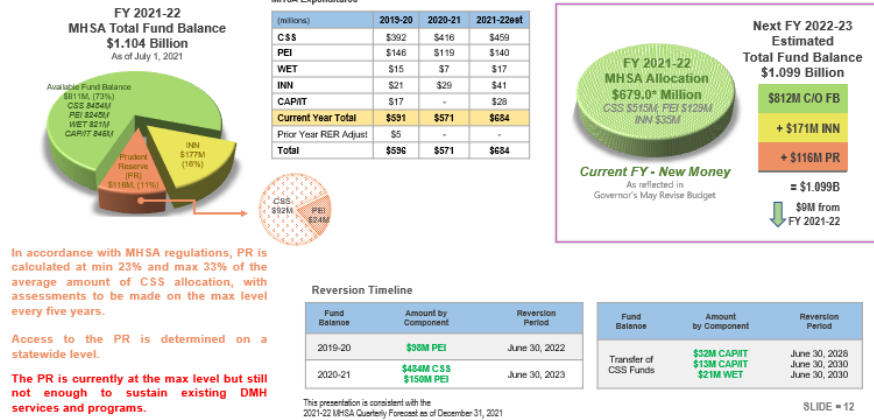 FY 2021-22
MHSA Total Fund Balance
$1.104 Billion
As of July 1, 2021
Available Fund Balance
$811M, (73%)
CSS $464M
PEI $245M
WET $21M
CAP/IT $46M
INN
$177M
(16%)
Prudent
Reserve
(PR)
$116M, (11%)
CSS
$92M
PEI
$24M
In accordance with MHSA regulations, PR is
calculated at min 23% and max 33% of the
average amount of CSS allocation, with
assessments to be made on the max level
every five years.
Access to the PR is determined on a
statewide level.
The PR is currently at the max level but still
not enough to sustain existing DMH
services and programs.
MHSA Expenditures
(millions) 2019-20 2020-21 2021-22est
CSS $392 $416 $459
PEI $146 $119 $140
WET $15 $7 $17
INN $21 $29 $41
CAP/IT $17 - $28
Current Year Total $591 $571 $684
Prior Year RER Adjust $5 - -
Total $596 $571 $684
FY 2021-22
MHSA Allocation
$679.0* Million
CSS $515M; PEI $129M
INN $35M
Current FY - New Money
As reflected in
Governor's May Revise Budget
Next FY 2022-23
Estimated
Total Fund Balance
$1.099 Billion
$812M C/O FB
+ $171M INN
+ $116M PR
= $1.099B
$9M from
FY 2021-22
Reversion Timeline
Fund Balance Amount by Component Reversion Period
2019-20 $98M PEI June 30, 2022
2020-21 $484M CSS June 30, 2023
$150M PEI
Fund Balance Amount by Component Reversion Period
Transfer of CSS Funds $32M CAP/IT June 30, 2028
$13M CAP/IT June 30, 2030
$21M WET June 30, 2030
This presentation is consistent with the
2021-22 MHSA Quarterly Forecast as of December 31, 2021
SLIDE = 12